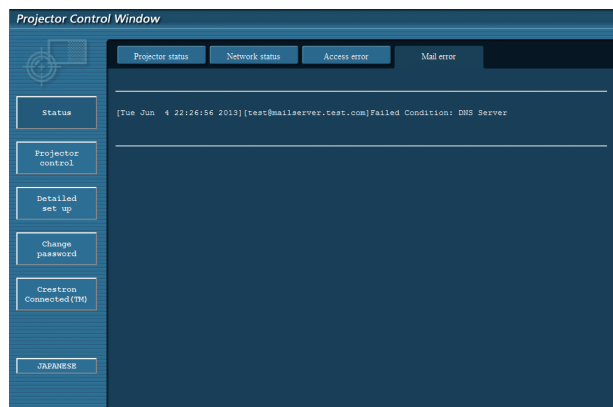 Projector Control Window
Projector status
Network status
Access error
Mail error
Status
[Tue Jun  4 22:26:56 2013][test@mailserver.test.com]Failed Condition: DNS Server
Projector
control
Detailed
set up
Change
password
Crestron
Connected(TM)
JAPANESE